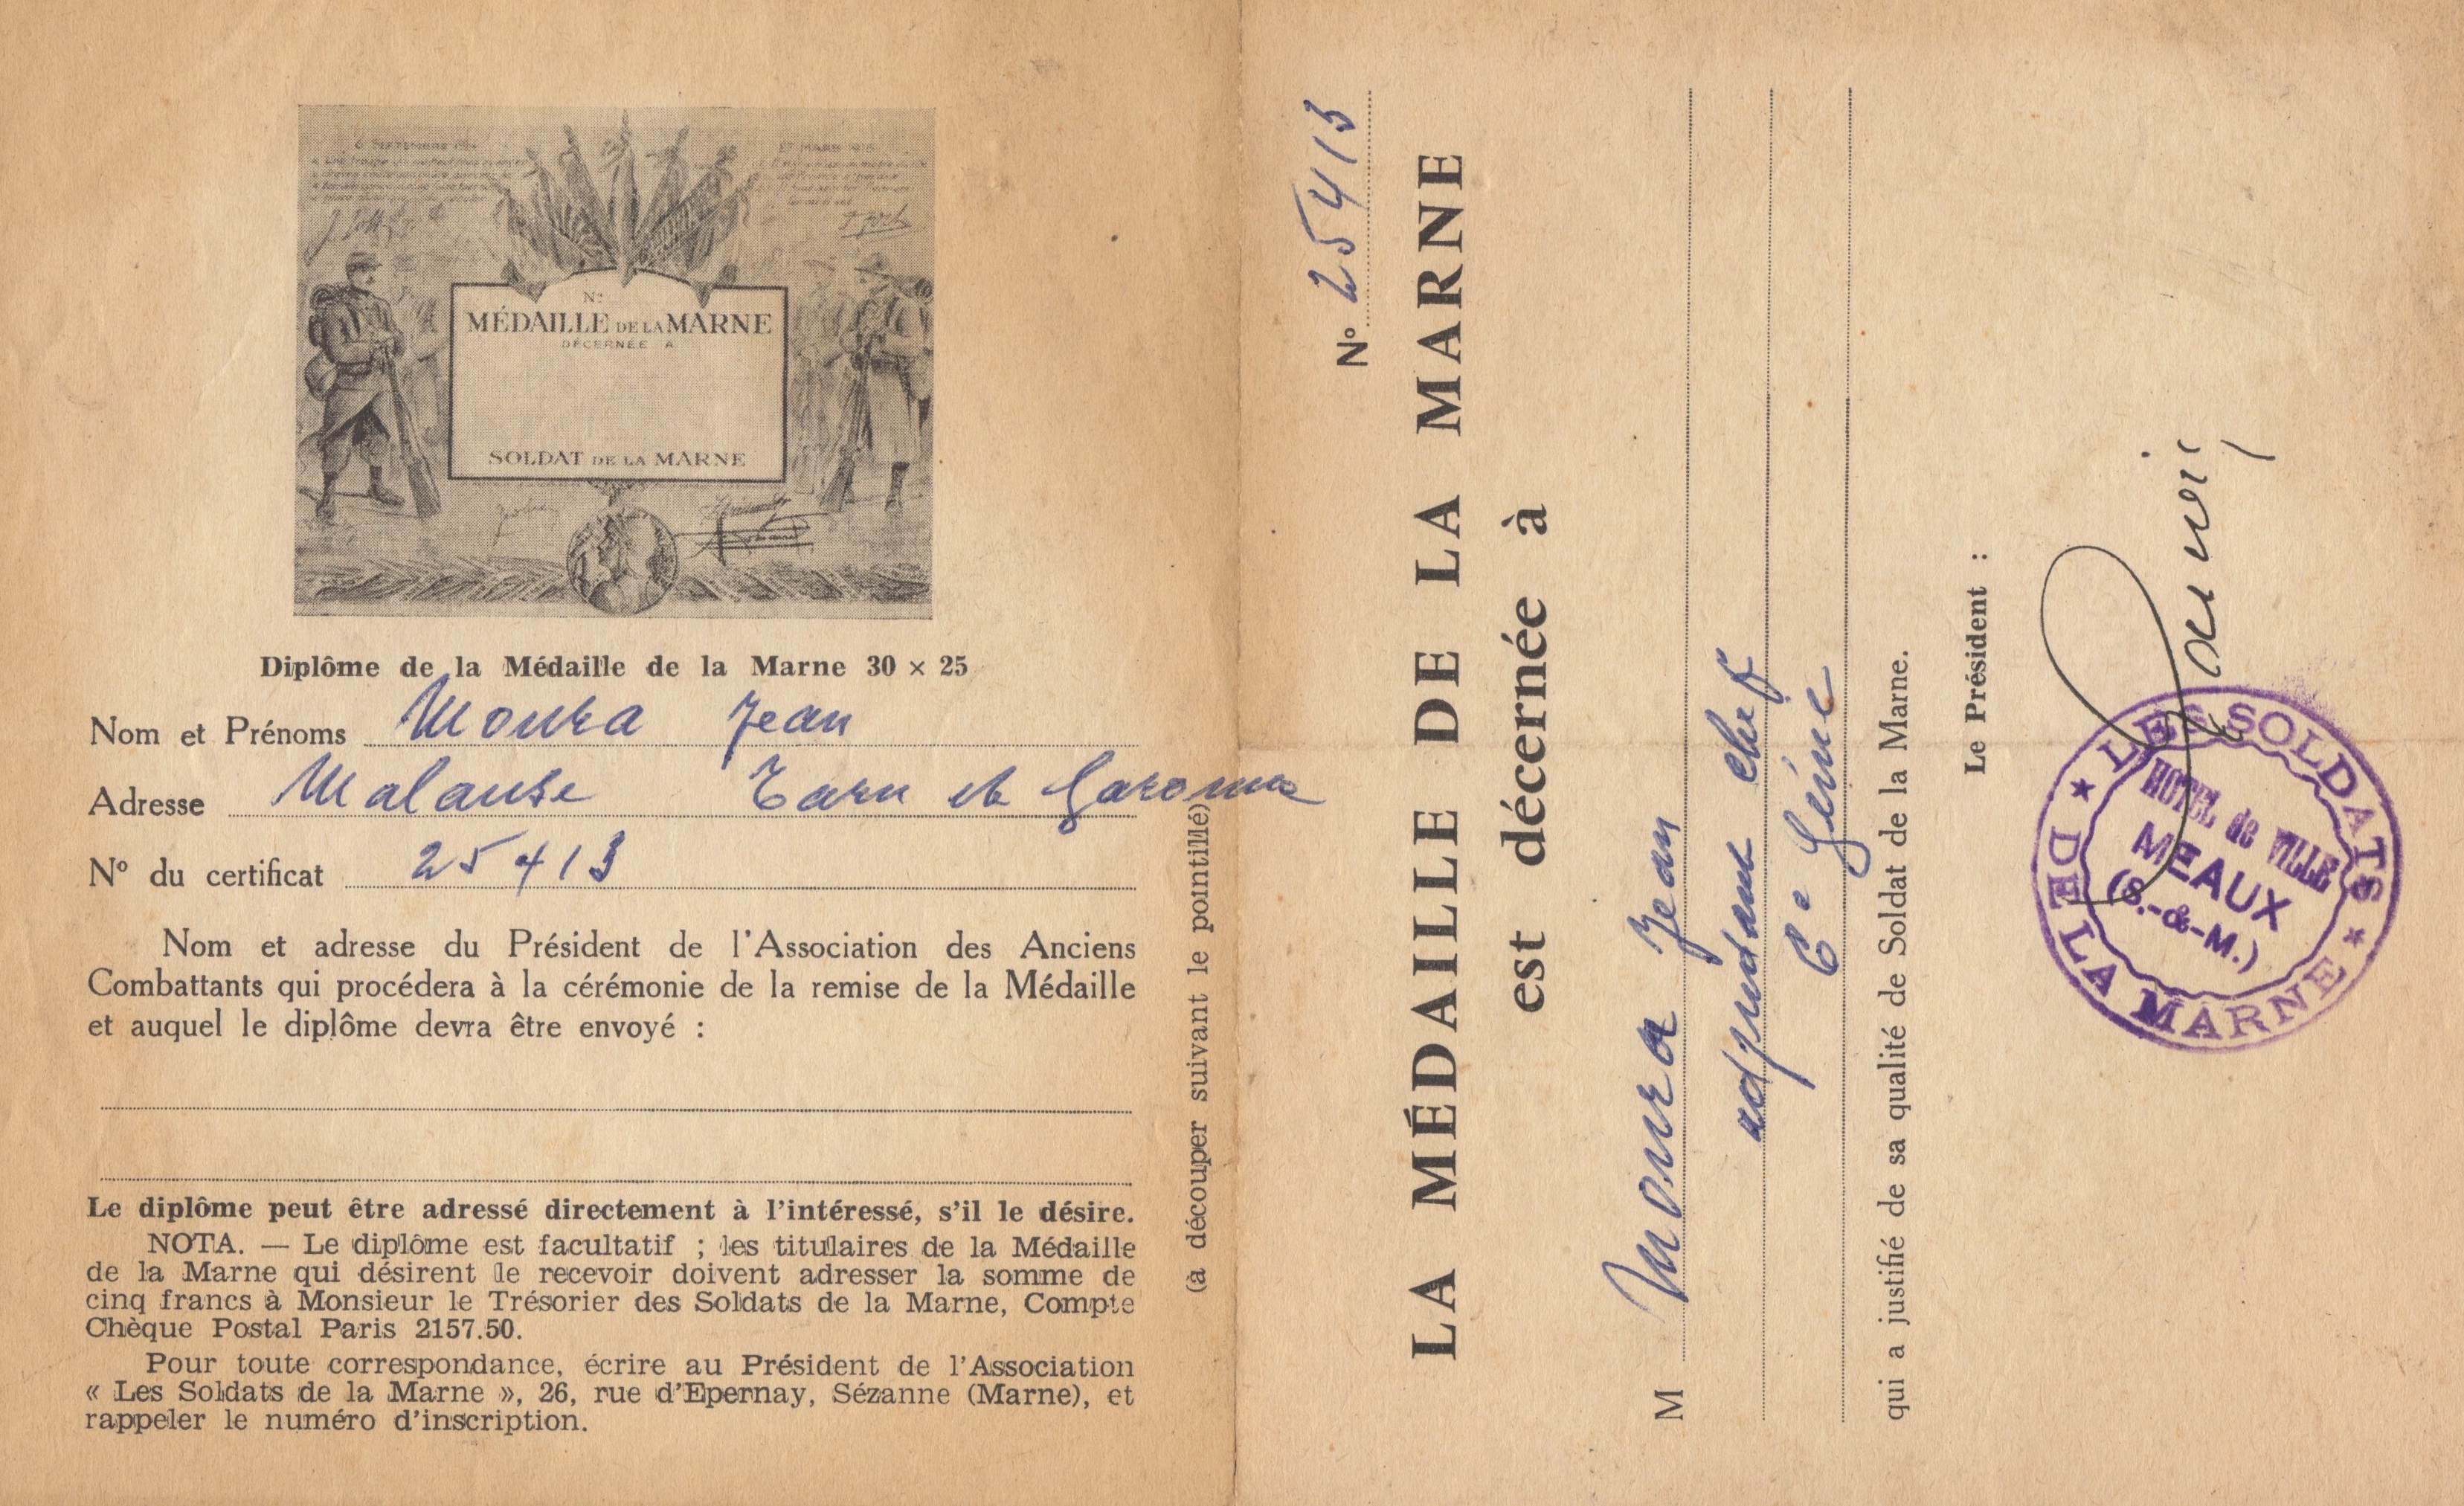 6 SEPTEMBRE 1914
27 MARS 1918
J. Joffre
F. Foch
N°
MÉDAILLE DE LA MARNE
DÉCERNÉE A
SOLDAT DE LA MARNE
Diplôme de la Médaille de la Marne 30 × 25
Nom et Prénoms Moura Jean
Adresse Malause Tarn et Garonne
N° du certificat 25413
Nom et adresse du Président de l'Association des Anciens
Combattants qui procédera à la cérémonie de la remise de la Médaille
et auquel le diplôme devra être envoyé :
Le diplôme peut être adressé directement à l'intéressé, s'il le désire.
NOTA. — Le diplôme est facultatif ; les titulaires de la Médaille
de la Marne qui désirent le recevoir doivent adresser la somme de
cinq francs à Monsieur le Trésorier des Soldats de la Marne, Compte
Chèque Postal Paris 2157.50.
Pour toute correspondance, écrire au Président de l'Association
« Les Soldats de la Marne », 26, rue d'Epernay, Sézanne (Marne), et
rappeler le numéro d'inscription.
(à découper suivant le pointillé)
N° 25413
LA MÉDAILLE DE LA MARNE
est décernée à
M Moura Jean
adjudant chef
6e Génie
qui a justifié de sa qualité de Soldat de la Marne.
Le Président :
LES SOLDATS
HOTEL de VILLE
MEAUX
(S.-&-M.)
DE LA MARNE